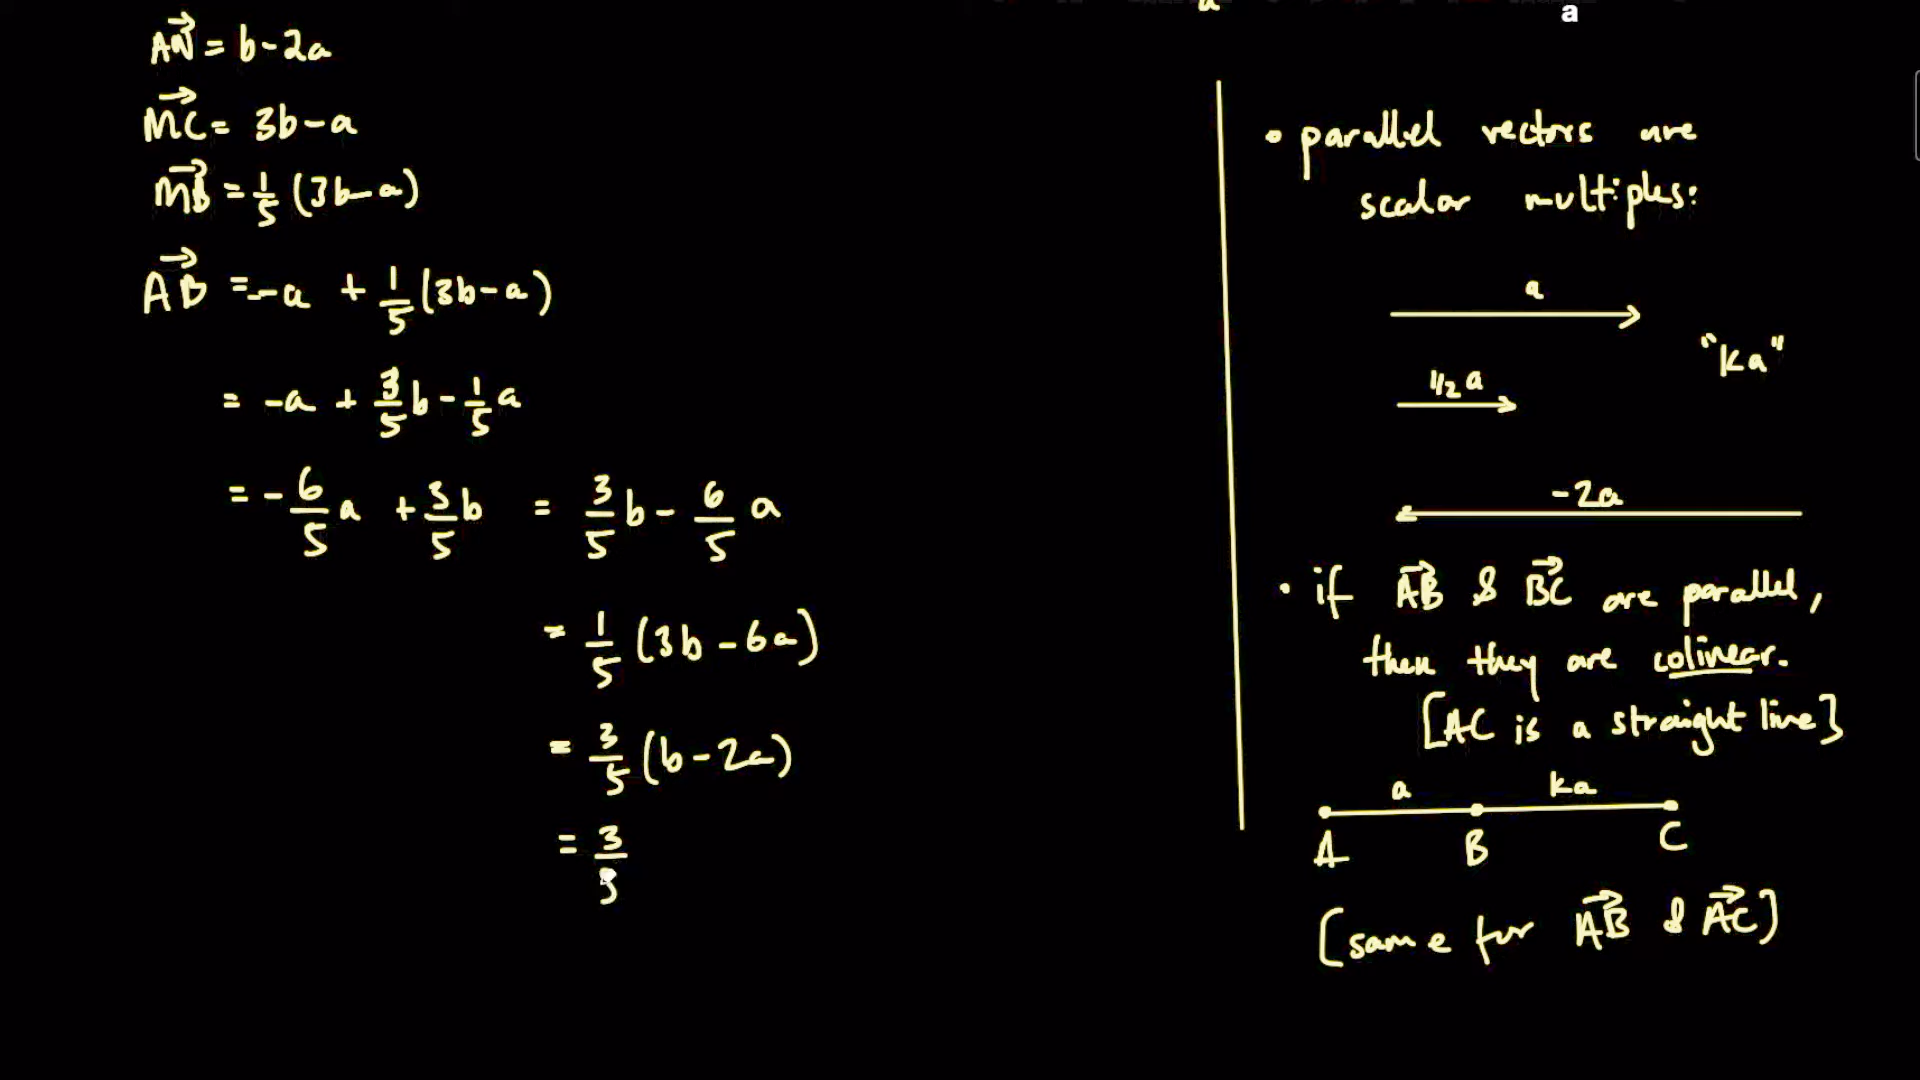 a
AN⃗ = b-2a
MC⃗ = 3b-a
MB⃗ = 1/5 (3b-a)
AB⃗ = -a + 1/5 (3b-a)
= -a + 3/5 b - 1/5 a
= -6/5 a + 3/5 b = 3/5 b - 6/5 a
= 1/5 (3b-6a)
= 3/5 (b-2a)
= 3/5
• parallel vectors are
scalar multiples:
a
"ka"
1/2 a
-2a
• if AB⃗ & BC⃗ are parallel,
then they are colinear.
[AC is a straight line]
a ka
A B C
[same for AB⃗ & AC⃗]